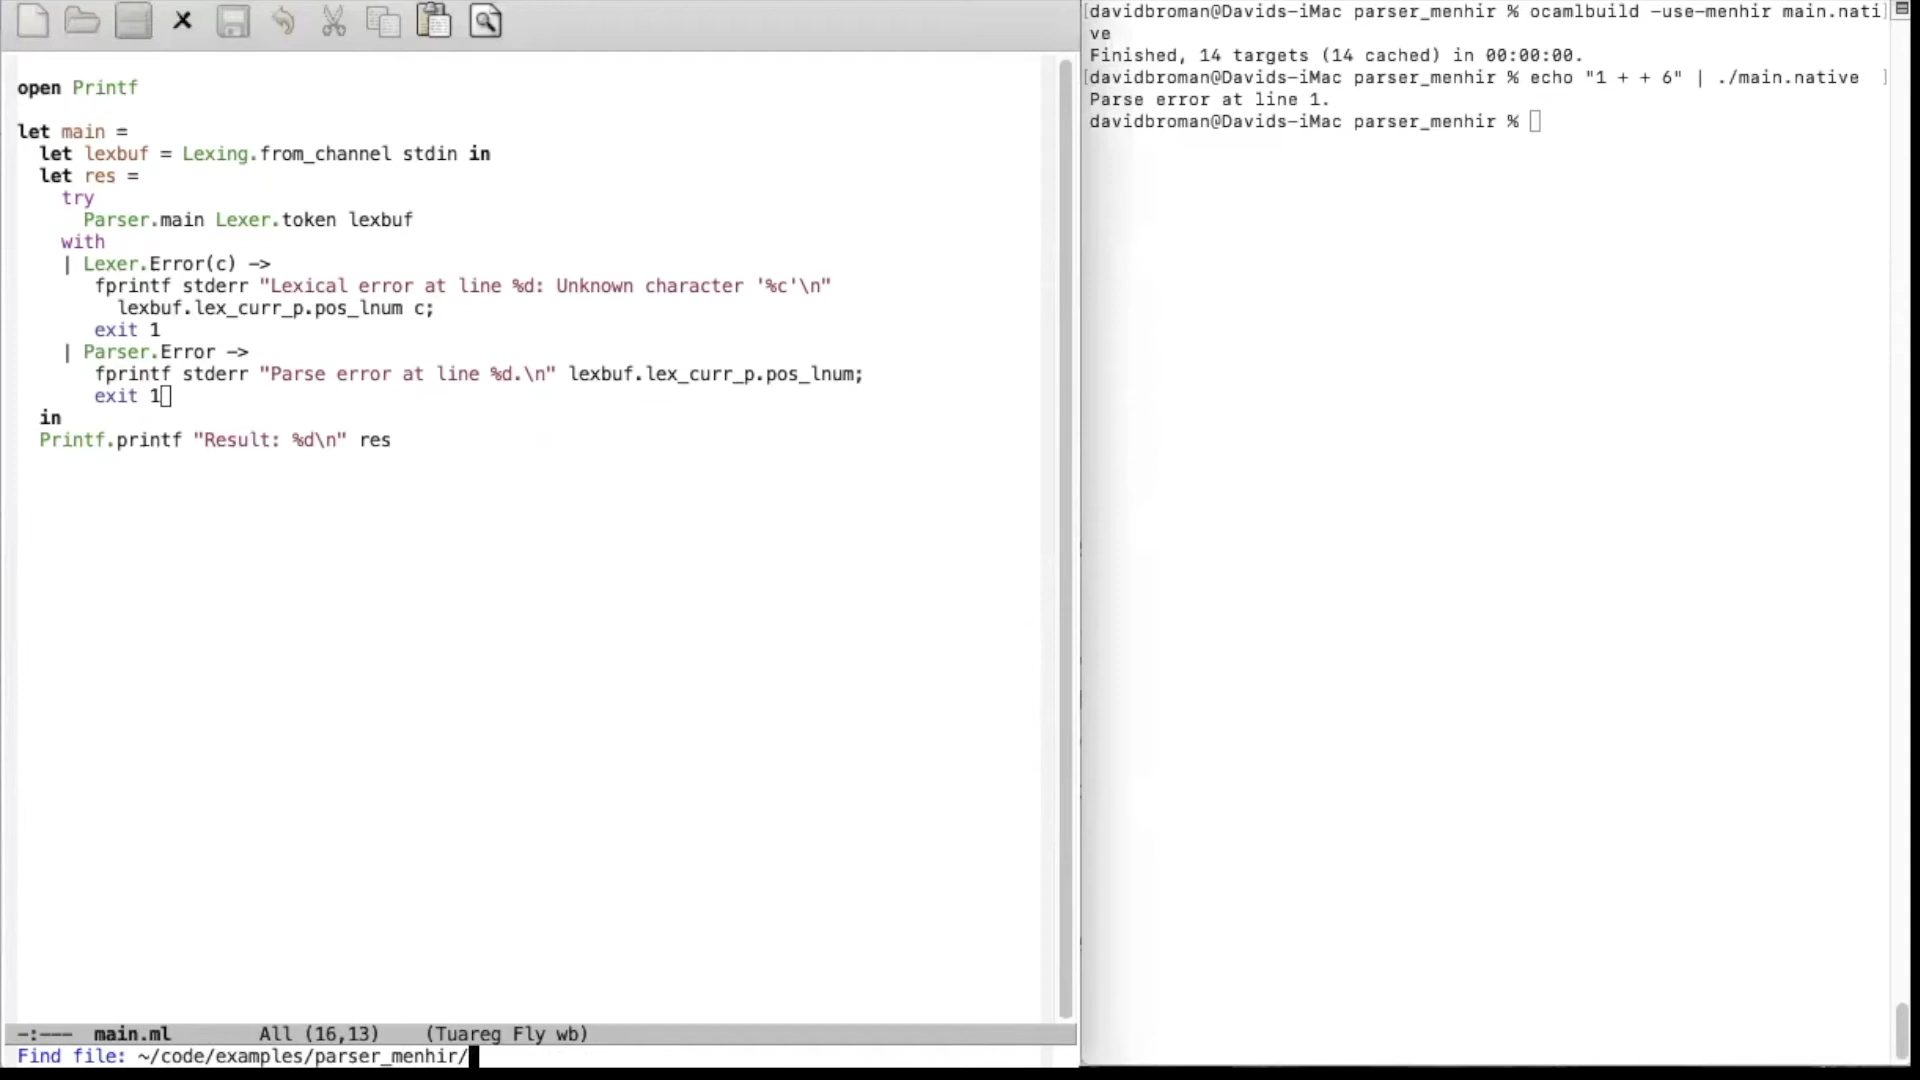 open Printf
let main =
let lexbuf = Lexing.from_channel stdin in
let res =
try
Parser.main Lexer.token lexbuf
with
| Lexer.Error(c) ->
fprintf stderr "Lexical error at line %d: Unknown character '%c'\n"
lexbuf.lex_curr_p.pos_lnum c;
exit 1
| Parser.Error ->
fprintf stderr "Parse error at line %d.\n" lexbuf.lex_curr_p.pos_lnum;
exit 1
in
Printf.printf "Result: %d\n" res
-:--- main.ml All (16,13) (Tuareg Fly wb)
Find file: ~/code/examples/parser_menhir/
[davidbroman@Davids-iMac parser_menhir % ocamlbuild -use-menhir main.nati]
ve
Finished, 14 targets (14 cached) in 00:00:00.
[davidbroman@Davids-iMac parser_menhir % echo "1 + + 6" | ./main.native ]
Parse error at line 1.
davidbroman@Davids-iMac parser_menhir %